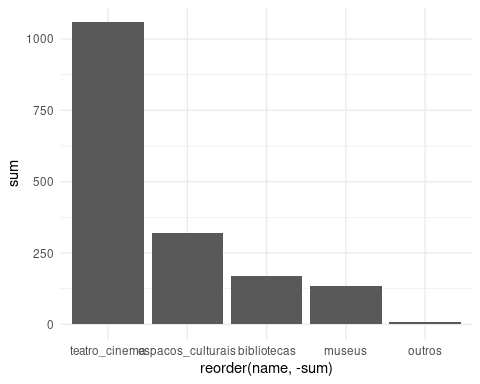 1000
750
500
250
0
sum
teatro_cinema espacos_culturais bibliotecas museus outros
reorder(name, -sum)